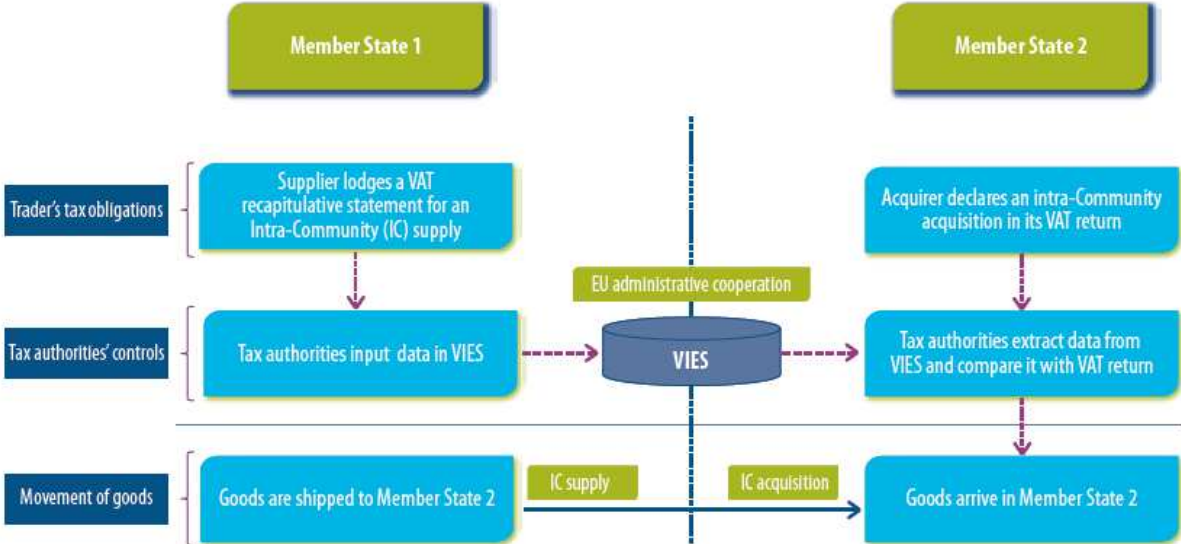 Member State 1
Member State 2
Trader's tax obligations
Supplier lodges a VAT
recapitulative statement for an
Intra-Community (IC) supply
Acquirer declares an intra-Community
acquisition in its VAT return
EU administrative cooperation
Tax authorities' controls
Tax authorities input data in VIES
VIES
Tax authorities extract data from
VIES and compare it with VAT return
Movement of goods
Goods are shipped to Member State 2
IC supply
IC acquisition
Goods arrive in Member State 2